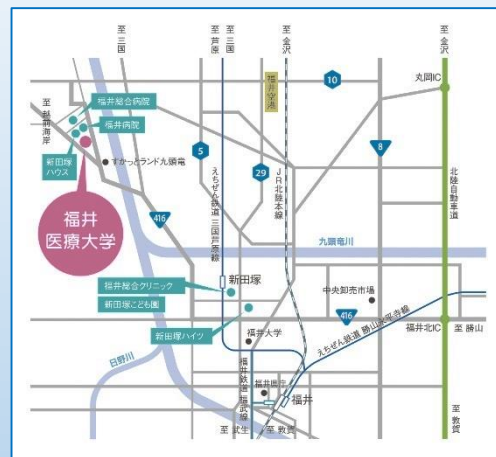 至三国
至芦原
至三国
至金沢
至金沢
福井空港
10
丸岡IC
至越前海岸
福井総合病院
福井病院
新田塚
ハウス
すかっとランド九頭竜
5
29
8
えちぜん鉄道 三国芦原線
JR北陸本線
北陸自動車道
福井
医療大学
416
九頭竜川
新田塚
福井総合クリニック
新田塚こども園
中央卸売市場
416
新田塚ハイツ
福井大学
えちぜん鉄道 勝山永平寺線
福井北IC
至 勝山
日野川
福井鉄道 福武線
福井県庁
福井
至 武生
至 敦賀
至敦賀